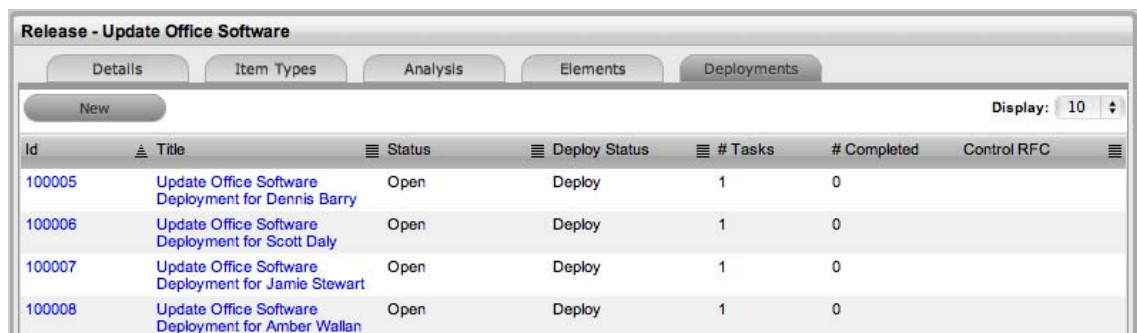 Release - Update Office Software
Details Item Types Analysis Elements Deployments
New Display: 10
Id Title Status Deploy Status # Tasks # Completed Control RFC
100005 Update Office Software Open Deploy 1 0
Deployment for Dennis Barry
100006 Update Office Software Open Deploy 1 0
Deployment for Scott Daly
100007 Update Office Software Open Deploy 1 0
Deployment for Jamie Stewart
100008 Update Office Software Open Deploy 1 0
Deployment for Amber Wallan